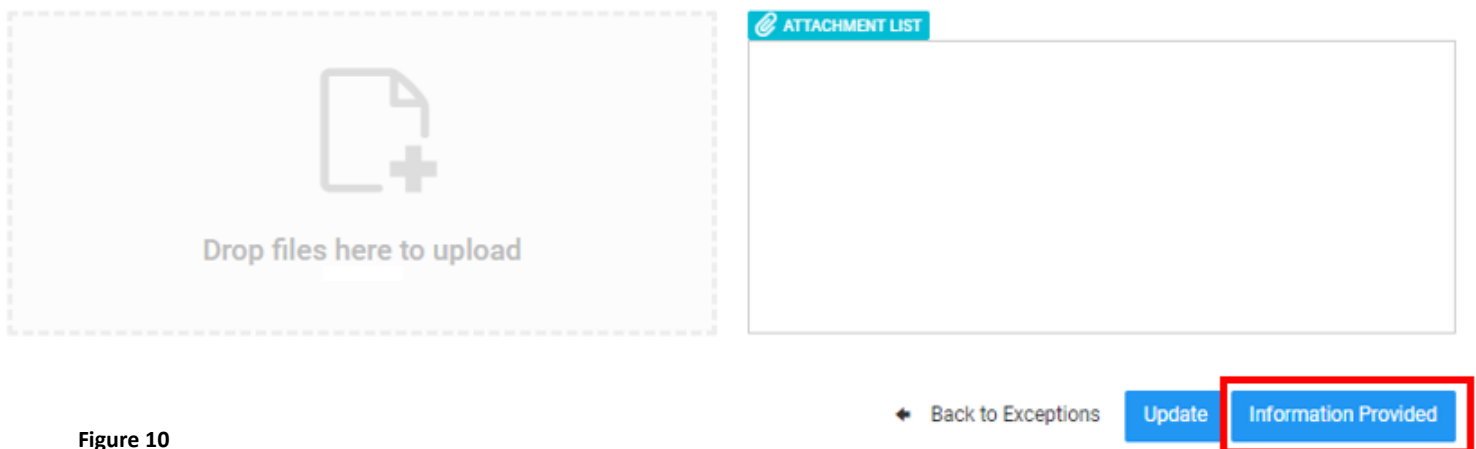 ATTACHMENT LIST
Drop files here to upload
Back to Exceptions Update Information Provided
Figure 10